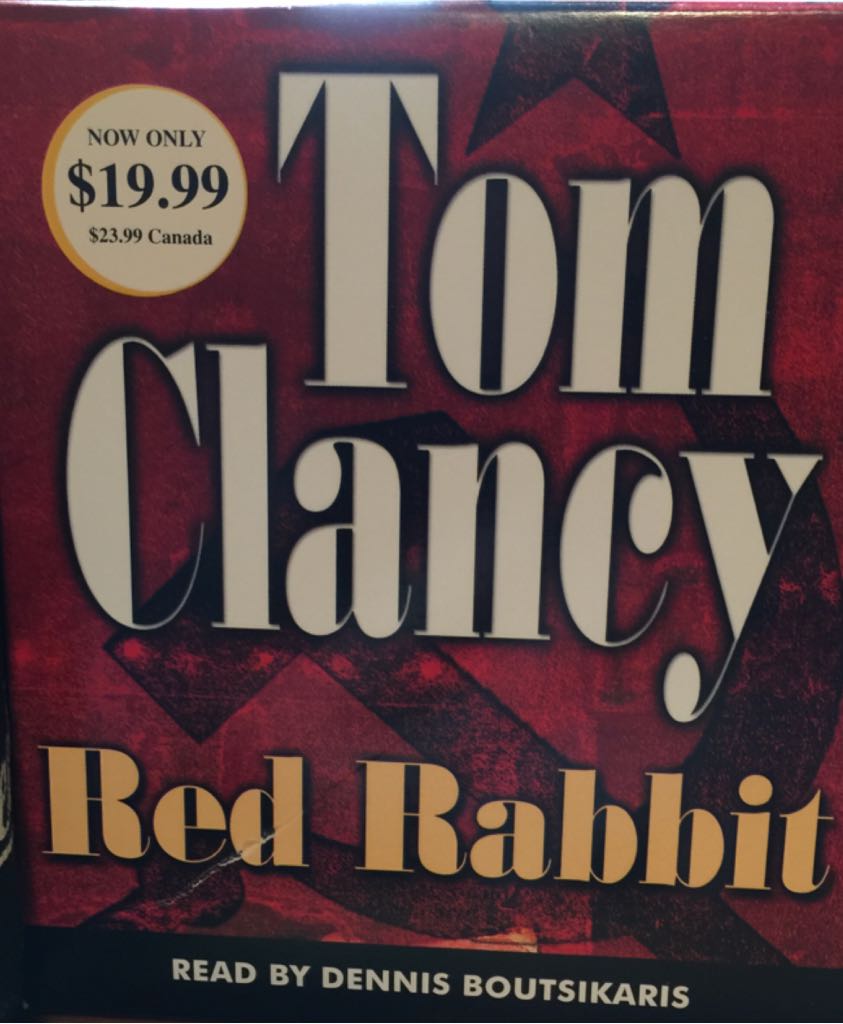 NOW ONLY
$19.99
$23.99 Canada
Tom
Clancy
Red Rabbit
READ BY DENNIS BOUTSIKARIS